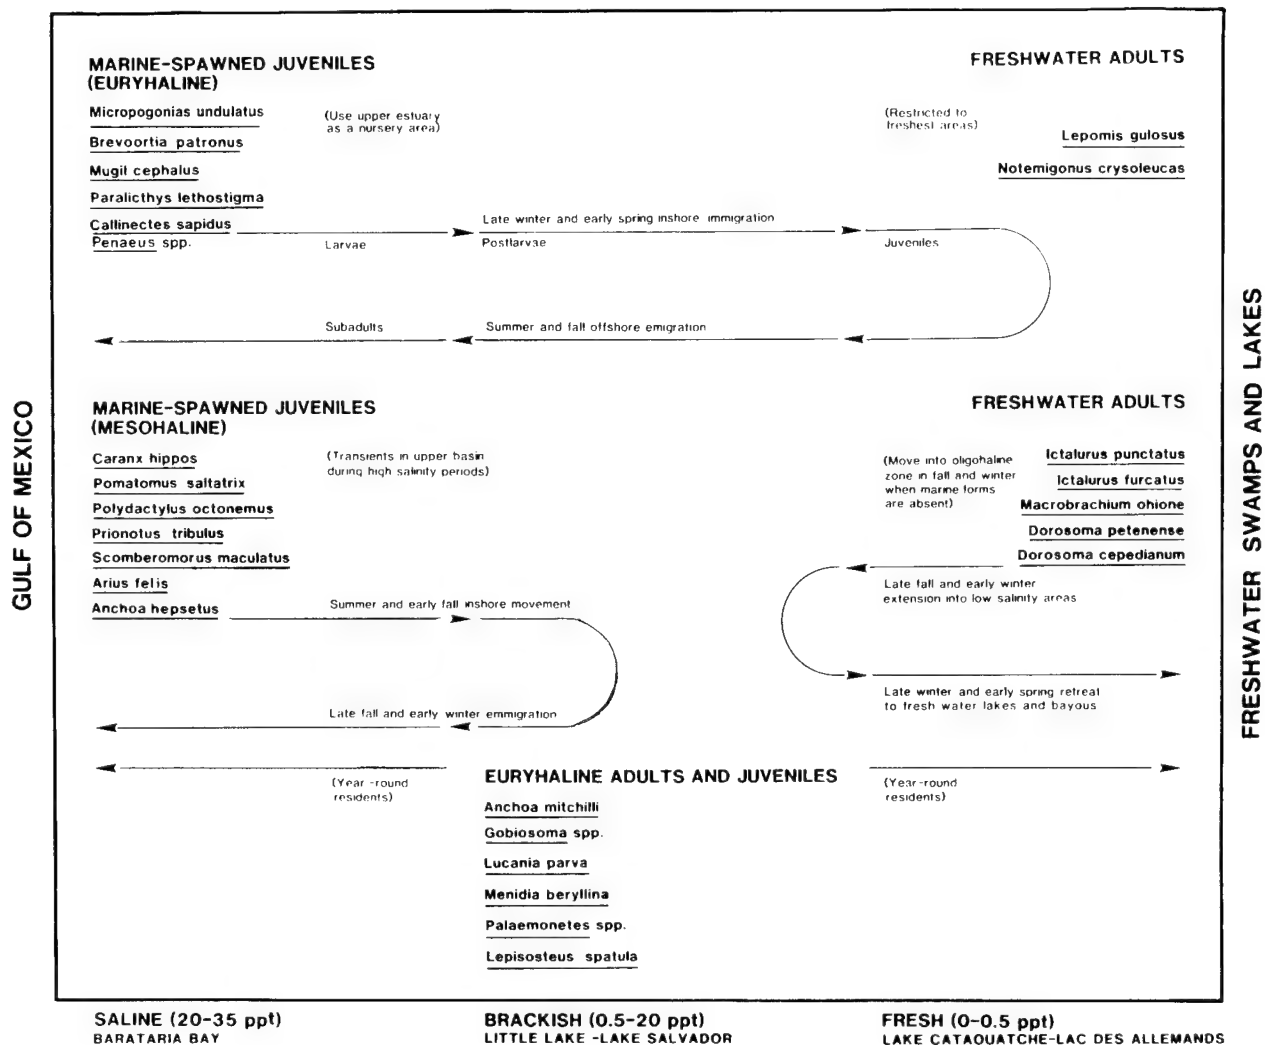 MARINE-SPAWNED JUVENILES
(EURYHALINE)
Micropogonias undulatus
Brevoortia patronus
Mugil cephalus
Paralicthys lethostigma
Callinectes sapidus
Penaeus spp.
(Use upper estuary
as a nursery area)
FRESHWATER ADULTS
(Restricted to
freshest areas)
Lepomis gulosus
Notemigonus crysoleucas
Late winter and early spring inshore immigration
Larvae
Postlarvae
Juveniles
Subadults
Summer and fall offshore emigration
MARINE-SPAWNED JUVENILES
(MESOHALINE)
Caranx hippos
Pomatomus saltatrix
Polydactylus octonemus
Prionotus tribulus
Scomberomorus maculatus
Arius felis
Anchoa hepsetus
(Transients in upper basin
during high salinity periods)
Summer and early fall inshore movement
Late fall and early winter emmigration
FRESHWATER ADULTS
(Move into oligohaline
zone in fall and winter
when marine forms
are absent)
Ictalurus punctatus
Ictalurus furcatus
Macrobrachium ohione
Dorosoma petenense
Dorosoma cepedianum
Late fall and early winter
extension into low salinity areas
Late winter and early spring retreat
to fresh water lakes and bayous
(Year-round
residents)
EURYHALINE ADULTS AND JUVENILES
Anchoa mitchilli
Gobiosoma spp.
Lucania parva
Menidia beryllina
Palaemonetes spp.
Lepisosteus spatula
(Year-round
residents)
GULF OF MEXICO
FRESHWATER SWAMPS AND LAKES
SALINE (20-35 ppt)
BARATARIA BAY
BRACKISH (0.5-20 ppt)
LITTLE LAKE -LAKE SALVADOR
FRESH (0-0.5 ppt)
LAKE CATAOUATCHE-LAC DES ALLEMANDS